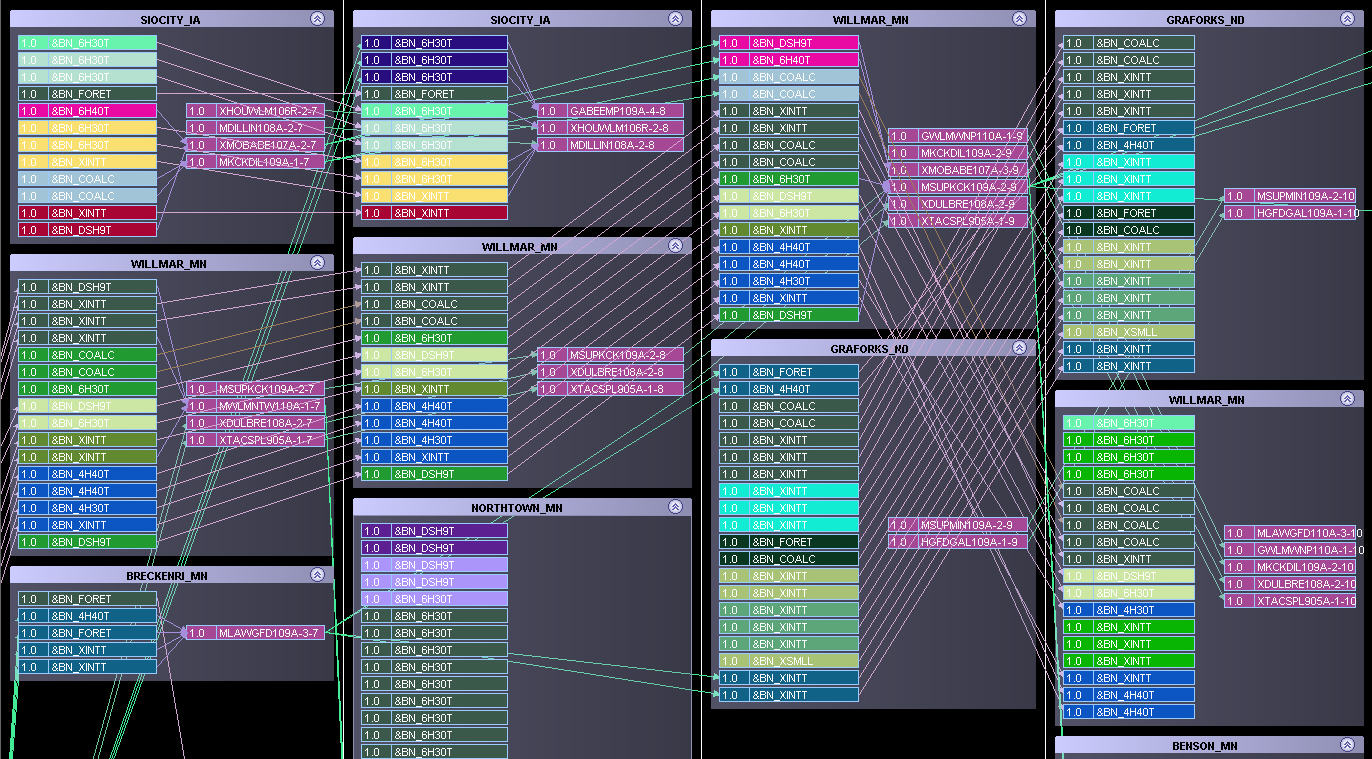 SIOCITY_IA
1.0 &BN_6H30T
1.0 &BN_6H30T
1.0 &BN_6H30T
1.0 &BN_FORET
1.0 &BN_6H40T
1.0 &BN_6H30T
1.0 &BN_6H30T
1.0 &BN_XINTT
1.0 &BN_COALC
1.0 &BN_COALC
1.0 &BN_XINTT
1.0 &BN_DSH9T
1.0 XHOUWLM106R-2-7
1.0 MDILLIN108A-2-7
1.0 XMOBABE107A-2-7
1.0 MKCKDIL109A-1-7
WILLMAR_MN
1.0 &BN_DSH9T
1.0 &BN_XINTT
1.0 &BN_XINTT
1.0 &BN_XINTT
1.0 &BN_COALC
1.0 &BN_COALC
1.0 &BN_6H30T
1.0 &BN_DSH9T
1.0 &BN_6H30T
1.0 &BN_XINTT
1.0 &BN_XINTT
1.0 &BN_4H40T
1.0 &BN_4H40T
1.0 &BN_4H30T
1.0 &BN_XINTT
1.0 &BN_DSH9T
1.0 MSUPKCK109A-2-7
1.0 MWLMNTW110A-1-7
1.0 XDULBRE108A-2-7
1.0 XTACSPL905A-1-7
BRECKENRI_MN
1.0 &BN_FORET
1.0 &BN_4H40T
1.0 &BN_FORET
1.0 &BN_XINTT
1.0 &BN_XINTT
1.0 MLAWGFD109A-3-7
SIOCITY_IA
1.0 &BN_6H30T
1.0 &BN_6H30T
1.0 &BN_6H30T
1.0 &BN_FORET
1.0 &BN_6H30T
1.0 &BN_6H30T
1.0 &BN_6H30T
1.0 &BN_6H30T
1.0 &BN_6H30T
1.0 &BN_XINTT
1.0 &BN_XINTT
1.0 GABEEMP109A-4-8
1.0 XHOUWLM106R-2-8
1.0 MDILLIN108A-2-8
WILLMAR_MN
1.0 &BN_XINTT
1.0 &BN_XINTT
1.0 &BN_COALC
1.0 &BN_COALC
1.0 &BN_6H30T
1.0 &BN_DSH9T
1.0 &BN_6H30T
1.0 &BN_XINTT
1.0 &BN_4H40T
1.0 &BN_4H40T
1.0 &BN_4H30T
1.0 &BN_XINTT
1.0 &BN_DSH9T
1.0 MSUPKCK109A-2-8
1.0 XDULBRE108A-2-8
1.0 XTACSPL905A-1-8
NORTHTOWN_MN
1.0 &BN_DSH9T
1.0 &BN_DSH9T
1.0 &BN_DSH9T
1.0 &BN_DSH9T
1.0 &BN_6H30T
1.0 &BN_6H30T
1.0 &BN_6H30T
1.0 &BN_6H30T
1.0 &BN_6H30T
1.0 &BN_6H30T
1.0 &BN_6H30T
1.0 &BN_6H30T
1.0 &BN_6H30T
1.0 &BN_6H30T
WILLMAR_MN
1.0 &BN_DSH9T
1.0 &BN_6H40T
1.0 &BN_COALC
1.0 &BN_COALC
1.0 &BN_XINTT
1.0 &BN_XINTT
1.0 &BN_COALC
1.0 &BN_COALC
1.0 &BN_6H30T
1.0 &BN_DSH9T
1.0 &BN_6H30T
1.0 &BN_XINTT
1.0 &BN_4H40T
1.0 &BN_4H40T
1.0 &BN_4H30T
1.0 &BN_XINTT
1.0 &BN_DSH9T
1.0 GWLMWNP110A-1-9
1.0 MKCKDIL109A-2-9
1.0 XMOBABE107A-3-9
1.0 MSUPKCK109A-2-9
1.0 XDULBRE108A-2-9
1.0 XTACSPL905A-1-9
GRAFORKS_ND
1.0 &BN_FORET
1.0 &BN_4H40T
1.0 &BN_COALC
1.0 &BN_COALC
1.0 &BN_XINTT
1.0 &BN_XINTT
1.0 &BN_XINTT
1.0 &BN_XINTT
1.0 &BN_XINTT
1.0 &BN_XINTT
1.0 &BN_FORET
1.0 &BN_COALC
1.0 &BN_XINTT
1.0 &BN_XINTT
1.0 &BN_XINTT
1.0 &BN_XINTT
1.0 &BN_XINTT
1.0 &BN_XSMLL
1.0 &BN_XINTT
1.0 &BN_XINTT
1.0 MSUPMIN109A-2-9
1.0 HGFDGAL109A-1-9
GRAFORKS_ND
1.0 &BN_COALC
1.0 &BN_COALC
1.0 &BN_XINTT
1.0 &BN_XINTT
1.0 &BN_XINTT
1.0 &BN_FORET
1.0 &BN_4H40T
1.0 &BN_XINTT
1.0 &BN_XINTT
1.0 &BN_XINTT
1.0 &BN_FORET
1.0 &BN_COALC
1.0 &BN_XINTT
1.0 &BN_XINTT
1.0 &BN_XINTT
1.0 &BN_XINTT
1.0 &BN_XINTT
1.0 &BN_XSMLL
1.0 &BN_XINTT
1.0 &BN_XINTT
1.0 MSUPMIN109A-2-10
1.0 HGFDGAL109A-1-10
WILLMAR_MN
1.0 &BN_6H30T
1.0 &BN_6H30T
1.0 &BN_6H30T
1.0 &BN_6H30T
1.0 &BN_COALC
1.0 &BN_COALC
1.0 &BN_COALC
1.0 &BN_COALC
1.0 &BN_XINTT
1.0 &BN_DSH9T
1.0 &BN_6H30T
1.0 &BN_4H30T
1.0 &BN_XINTT
1.0 &BN_XINTT
1.0 &BN_XINTT
1.0 &BN_XINTT
1.0 &BN_4H40T
1.0 &BN_4H40T
1.0 MLAWGFD110A-3-10
1.0 GWLMWNP110A-1-10
1.0 MKCKDIL109A-2-10
1.0 XDULBRE108A-2-10
1.0 XTACSPL905A-1-10
BENSON_MN